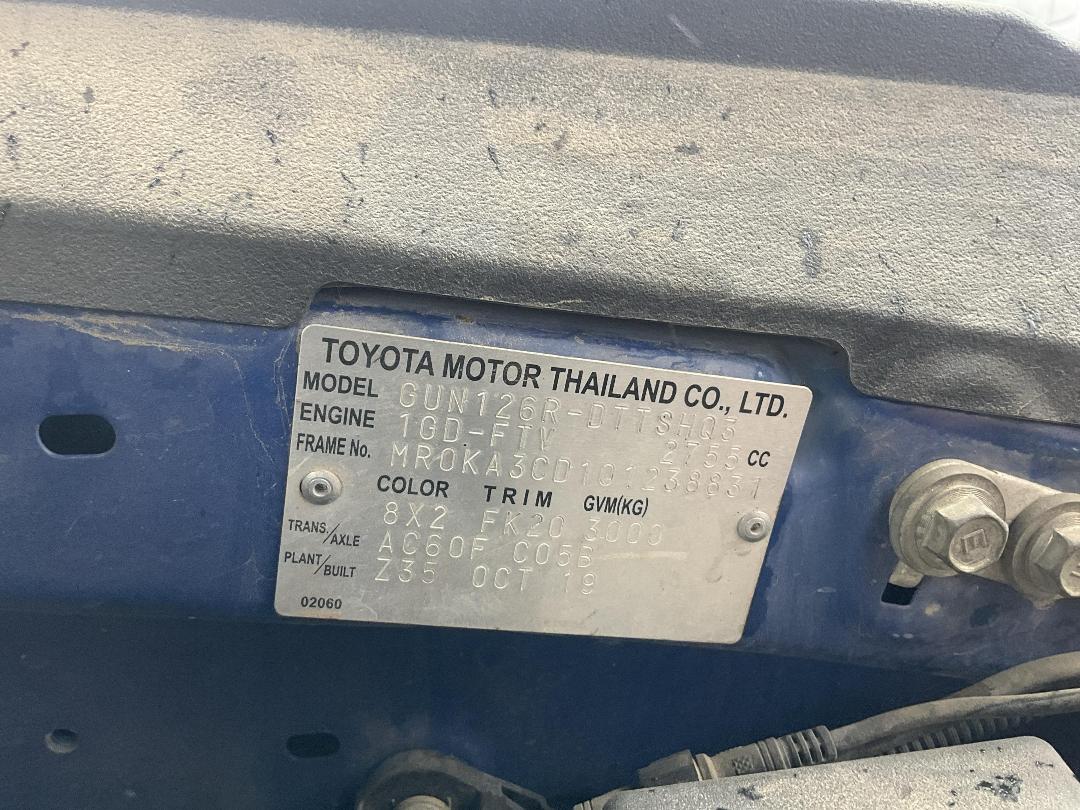 TOYOTA MOTOR THAILAND CO., LTD.
MODEL GUN126R-DTTSHQ3
ENGINE 1GD-FTV 2755 CC
FRAME No. MR0KA3CD1Q1238831
COLOR TRIM GVM(KG)
8X2 FK20 3000
TRANS./AXLE AC60F C05B
PLANT/BUILT Z35 OCT 19
02060